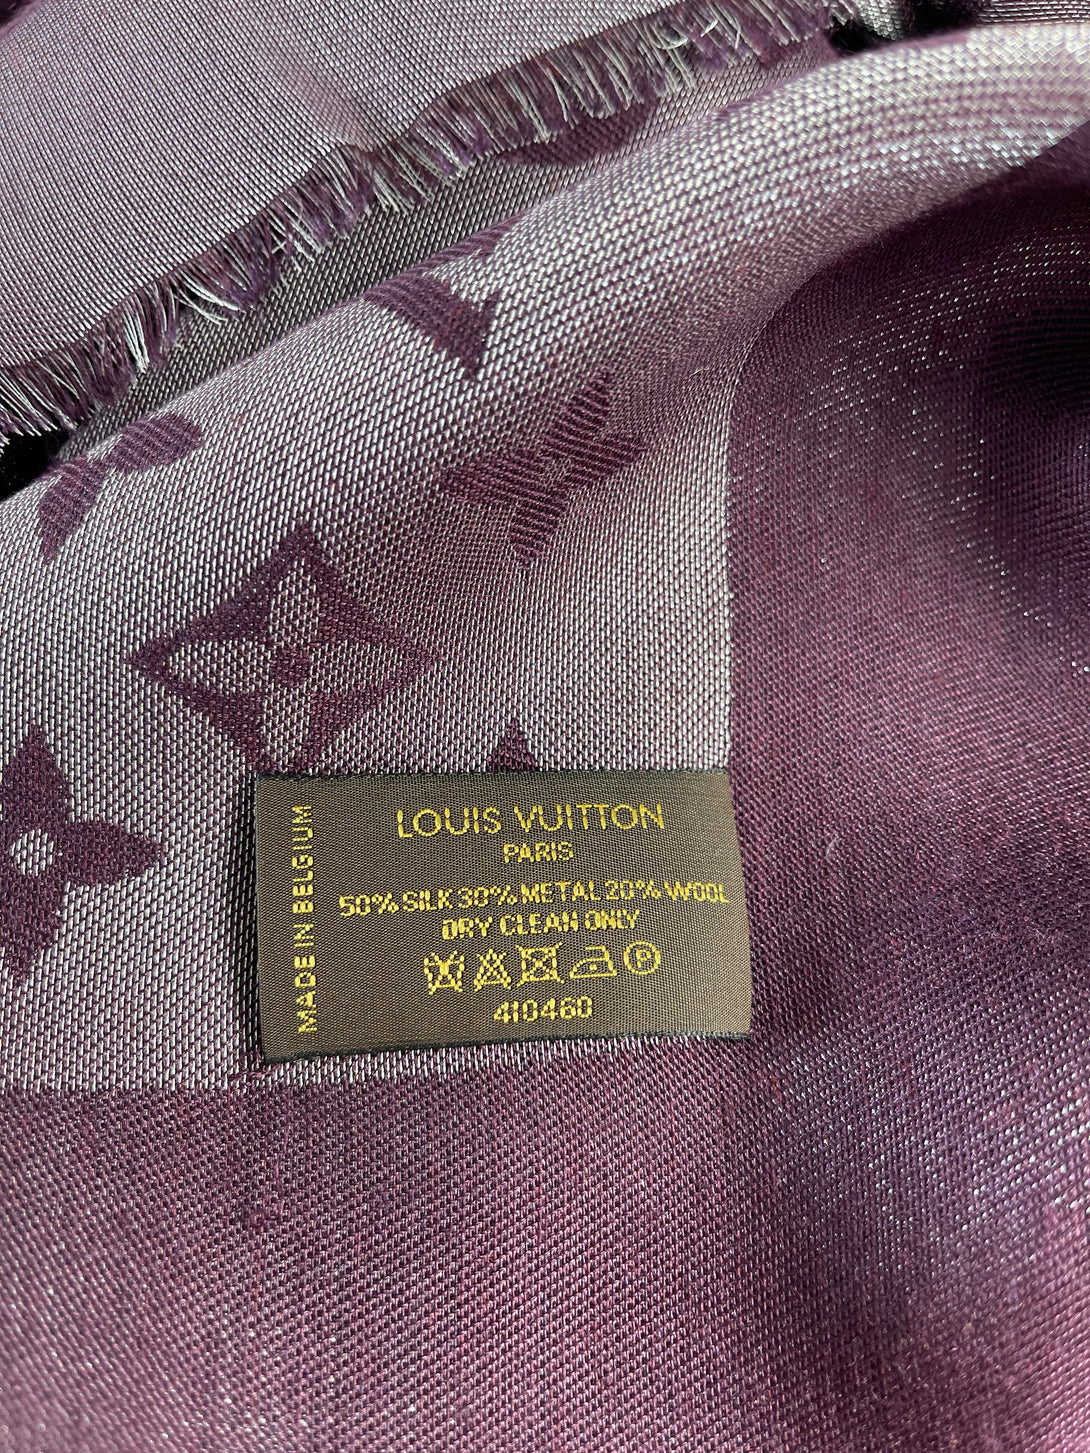 LOUIS VUITTON
PARIS
50% SILK 30% METAL 20% WOOL
DRY CLEAN ONLY
P
410460
MADE IN BELGIUM